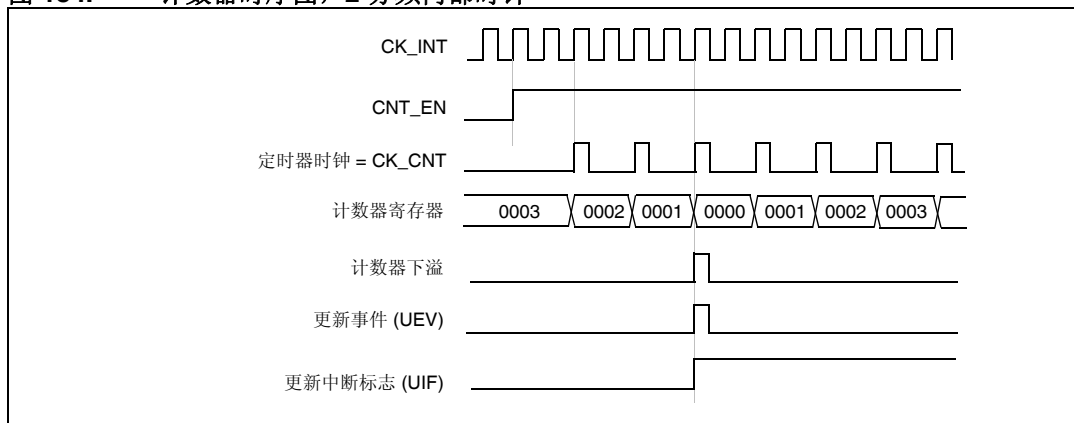 CK_INT
CNT_EN
定时器时钟 = CK_CNT
计数器寄存器 0003 0002 0001 0000 0001 0002 0003
计数器下溢
更新事件 (UEV)
更新中断标志 (UIF)